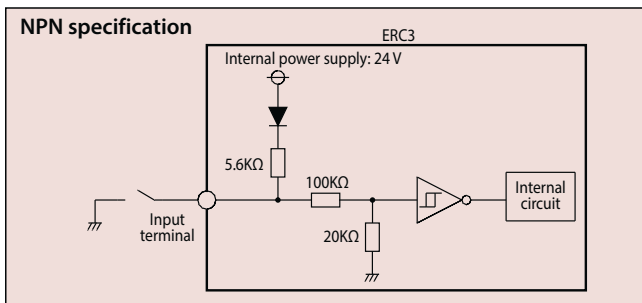 NPN specification
ERC3
Internal power supply: 24 V
5.6KΩ
100KΩ
Internal
circuit
Input
terminal
20KΩ